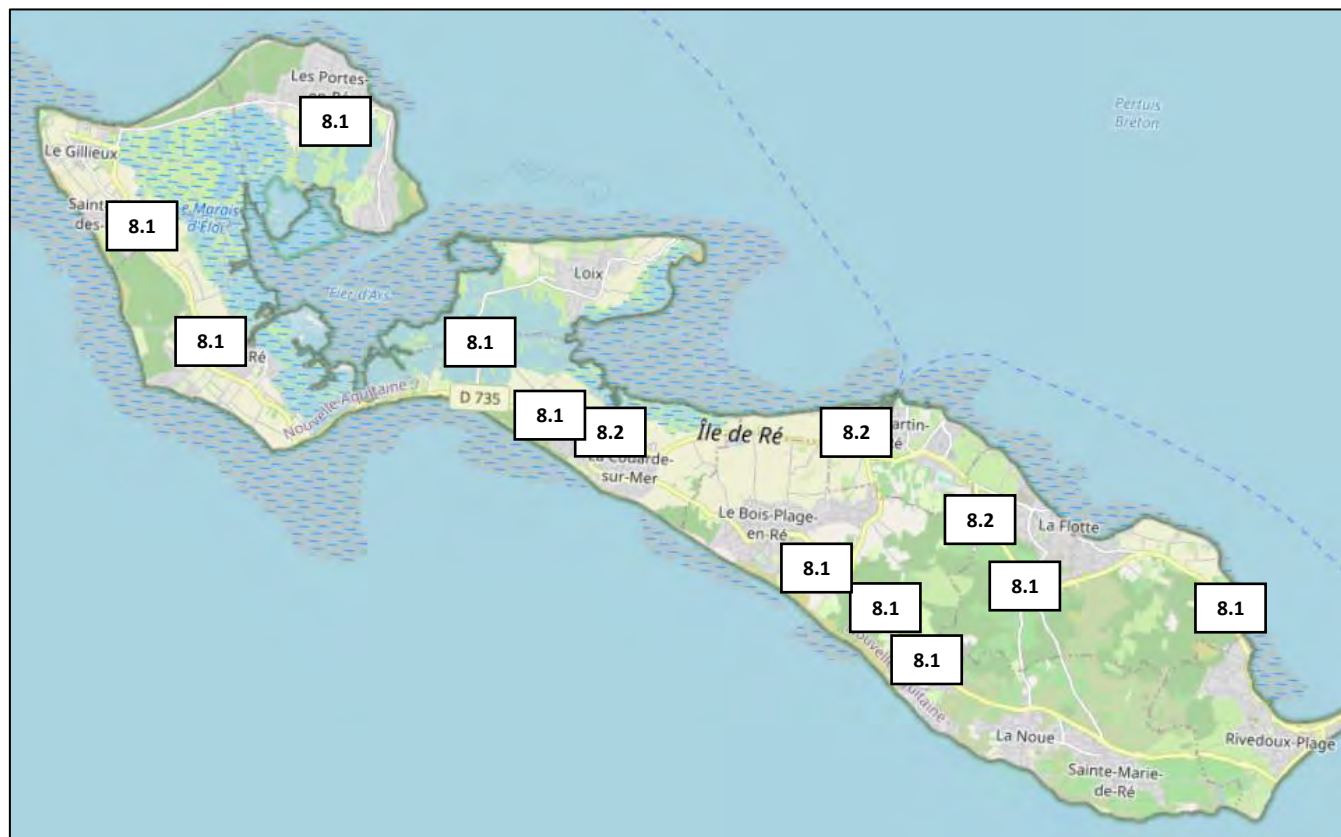 Les Portes-
8.1
Pertuis
Breton
Le Gillieux
8.1
d'Eloi
8.1
Ré
Fier d'Ars
Loix
8.1
Nouvelle-Aquitaine
D 735
8.1
8.2
La Couarde-
sur-Mer
Île de Ré
8.2
Le Bois-Plage-
en-Ré
8.2
La Flotte
8.1
8.1
8.1
8.1
8.1
La Noue
Sainte-Marie-
de-Ré
Rivedoux-Plage